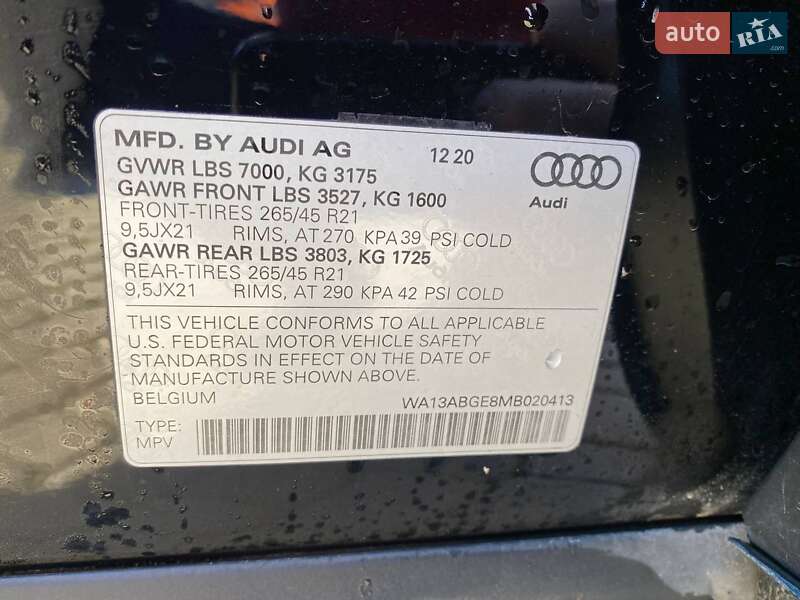 auto RIA.com
MFD. BY AUDI AG 12 20
GVWR LBS 7000, KG 3175
GAWR FRONT LBS 3527, KG 1600
Audi
FRONT-TIRES 265/45 R21
9,5JX21 RIMS, AT 270 KPA 39 PSI COLD
GAWR REAR LBS 3803, KG 1725
REAR-TIRES 265/45 R21
9,5JX21 RIMS, AT 290 KPA 42 PSI COLD
THIS VEHICLE CONFORMS TO ALL APPLICABLE
U.S. FEDERAL MOTOR VEHICLE SAFETY
STANDARDS IN EFFECT ON THE DATE OF
MANUFACTURE SHOWN ABOVE.
BELGIUM WA13ABGE8MB020413
TYPE:
MPV